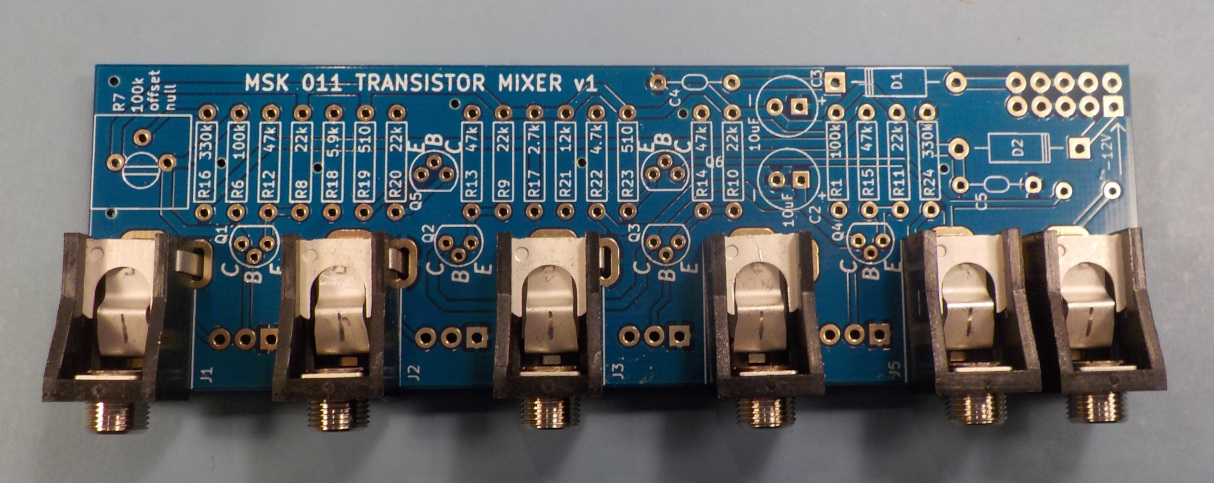 MSK 011 TRANSISTOR MIXER v1
R7
100k
offset
null
C4
C3
D1
-
+
10uF
R16 330k
R6 100k
R12 47k
R8 22k
R18 5.9k
R19 510
R20 22k
E B C
Q5
R13 47k
R9 22k
R17 2.7k
R21 12k
R22 4.7k
R23 510
E B C
R14 47k
Q6
R10 22k
10uF
C2 +
R1 100k
R15 47k
R11 22k
R24 330k
D2
C5
-12V
Q1
C B E
Q2
C B E
Q3
C B E
Q4
C B E
J1
J2
J3
J5